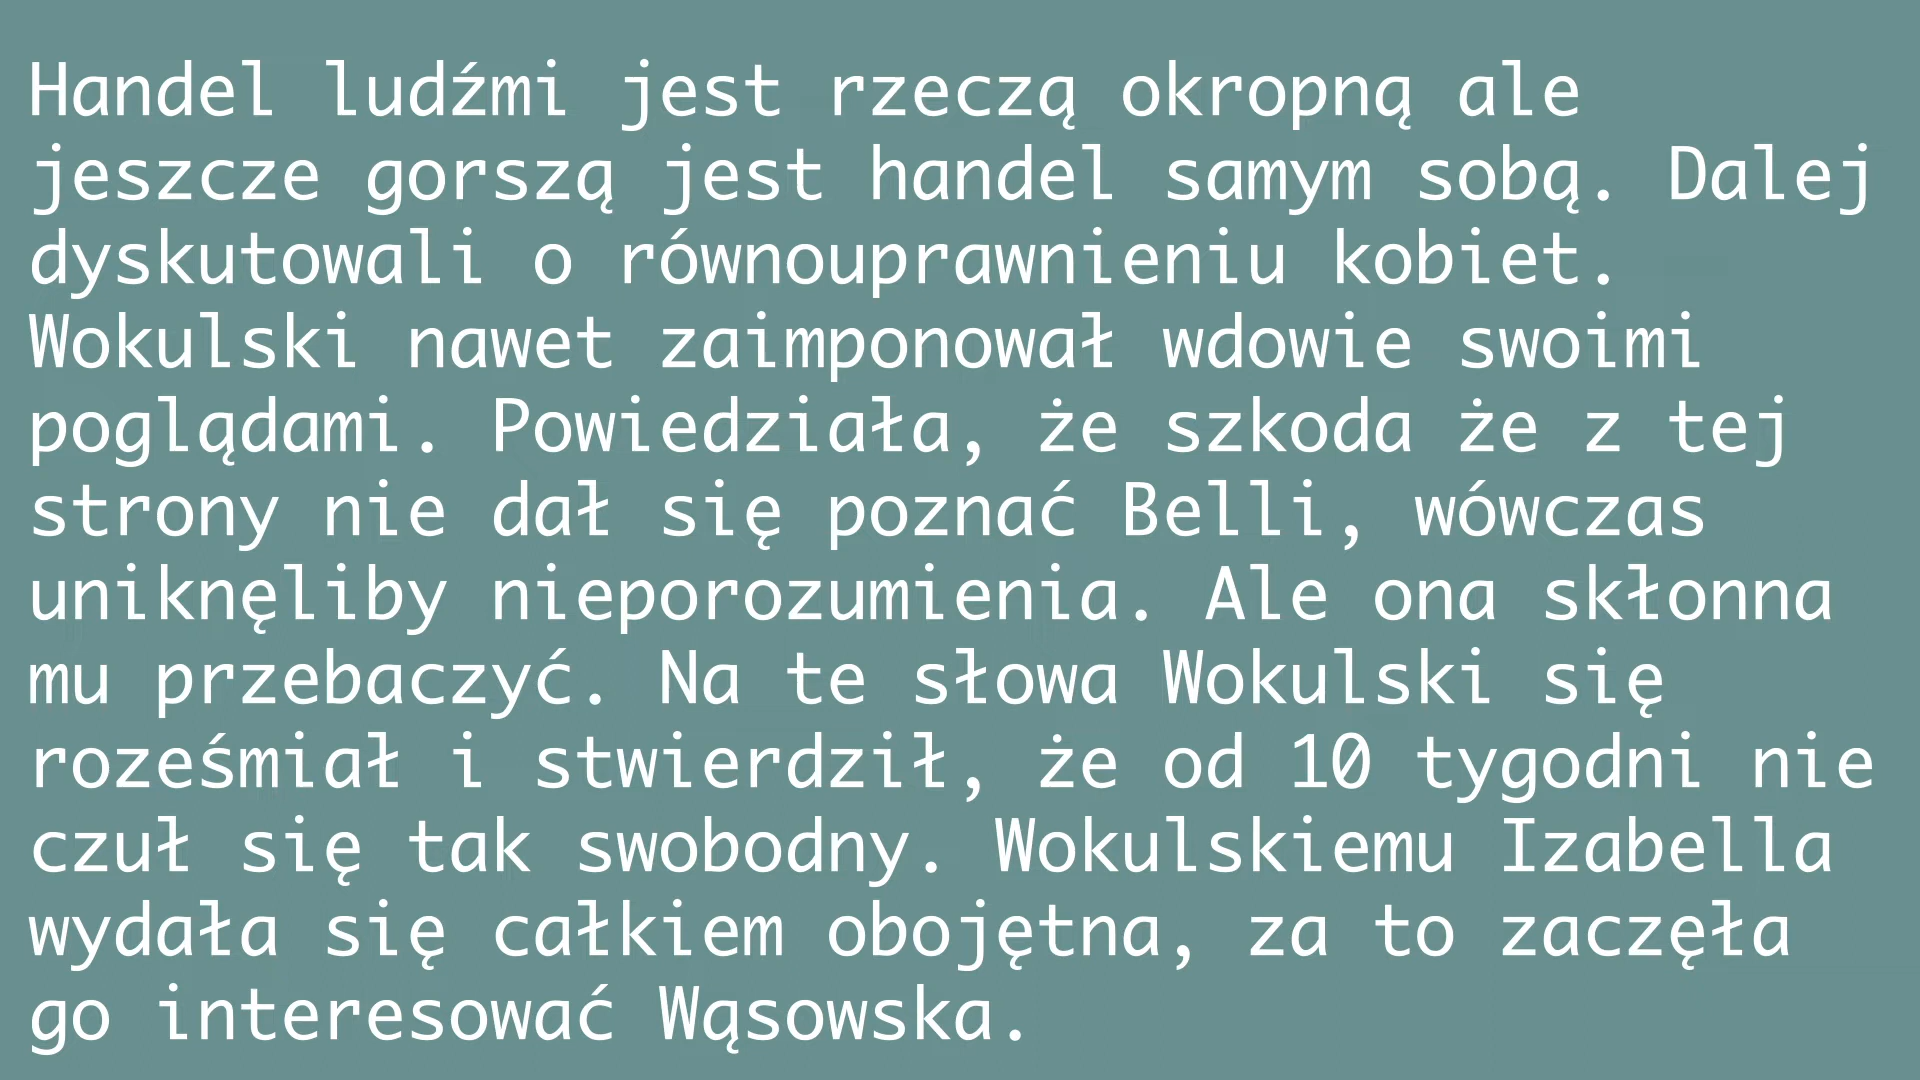 Handel ludźmi jest rzeczą okropną ale
jeszcze gorszą jest handel samym sobą. Dalej
dyskutowali o równouprawnieniu kobiet.
Wokulski nawet zaimponował wdowie swoimi
poglądami. Powiedziała, że szkoda że z tej
strony nie dał się poznać Belli, wówczas
uniknęliby nieporozumienia. Ale ona skłonna
mu przebaczyć. Na te słowa Wokulski się
roześmiał i stwierdził, że od 10 tygodni nie
czuł się tak swobodny. Wokulskiemu Izabella
wydała się całkiem obojętna, za to zaczęła
go interesować Wąsowska.